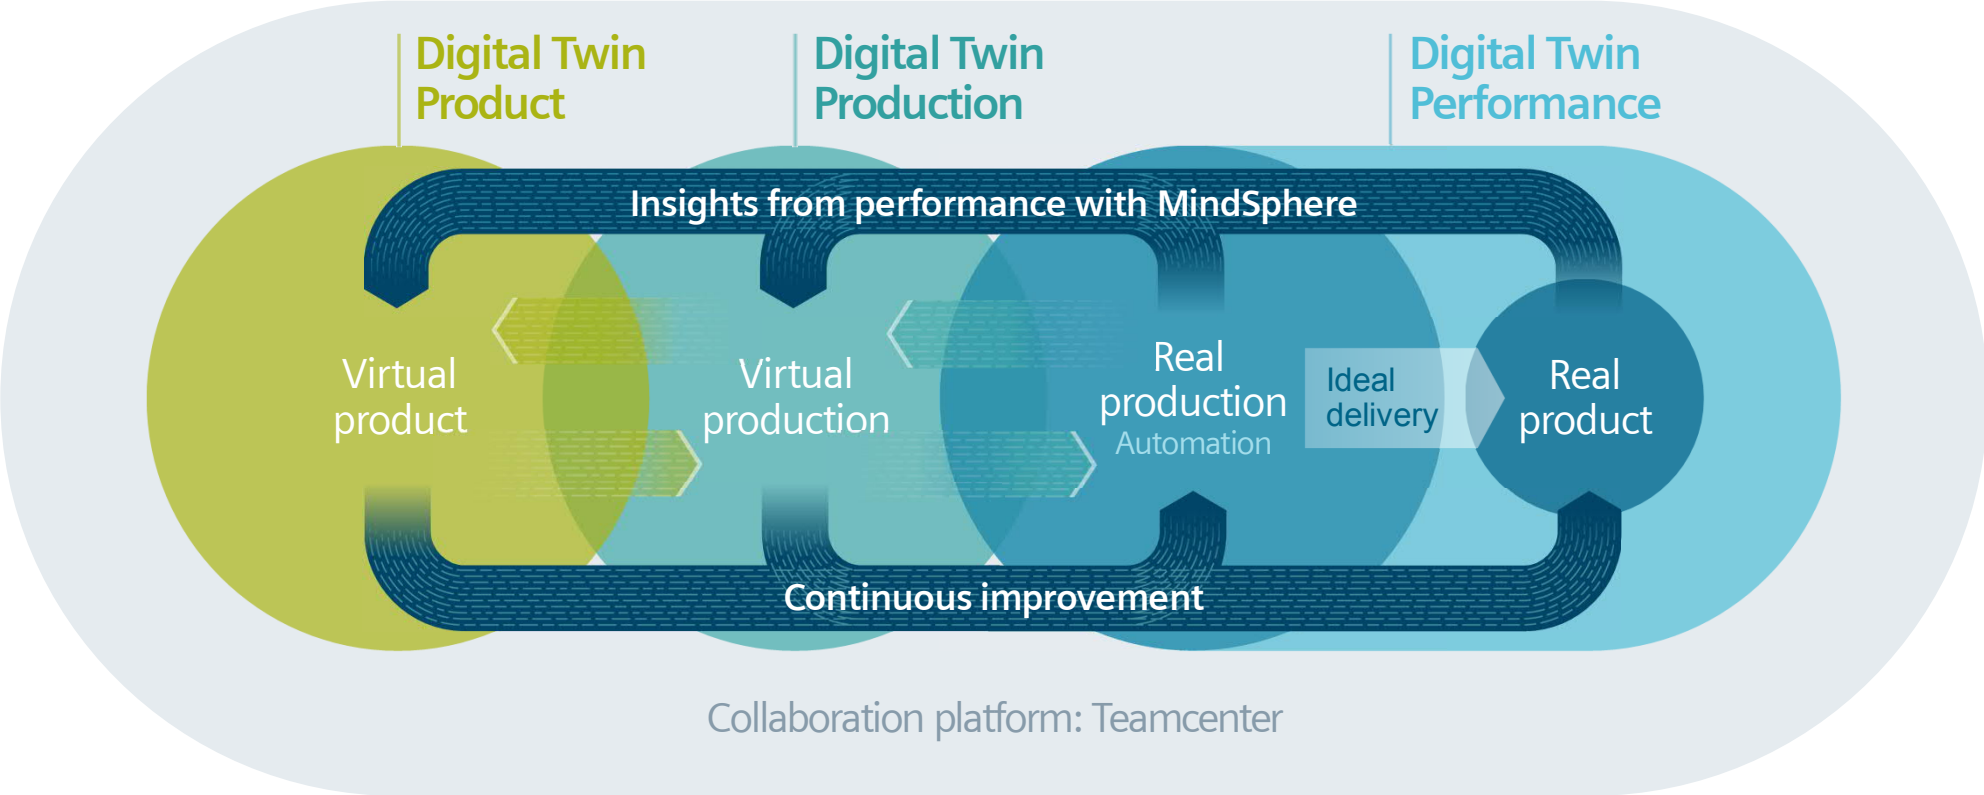 Digital Twin
Product
Digital Twin
Production
Digital Twin
Performance
Insights from performance with MindSphere
Virtual
product
Virtual
production
Real
production
Automation
Ideal
delivery
Real
product
Continuous improvement
Collaboration platform: Teamcenter